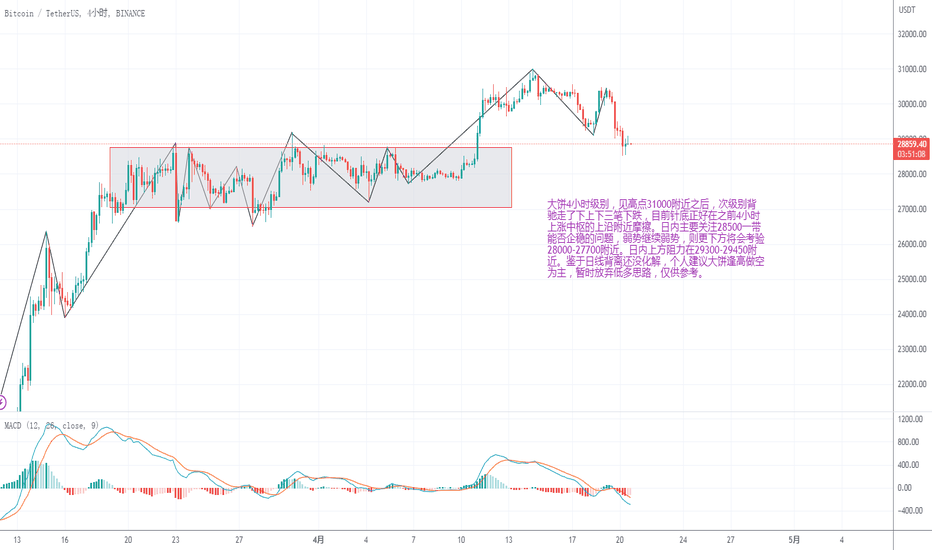 Bitcoin / TetherUS, 4小时, BINANCE
USDT
32000.00
31000.00
30000.00
29000.00
28859.40
03:51:08
28000.00
27000.00
26000.00
25000.00
24000.00
23000.00
22000.00
大饼4小时级别，见高点31000附近之后，次级别背
驰走了下上下三笔下跌，目前针底正好在之前4小时
上涨中枢的上沿附近摩擦。日内主要关注28500一带
能否企稳的问题，弱势继续弱势，则更下方将会考验
28000-27700附近。日内上方阻力在29300-29450附
近。鉴于日线背离还没化解，个人建议大饼逢高做空
为主，暂时放弃低多思路，仅供参考。
MACD (12, 26, close, 9)
1200.00
800.00
400.00
0.00
−400.00
13 16 20 23 27 4月 4 7 10 13 17 20 24 27 5月 4